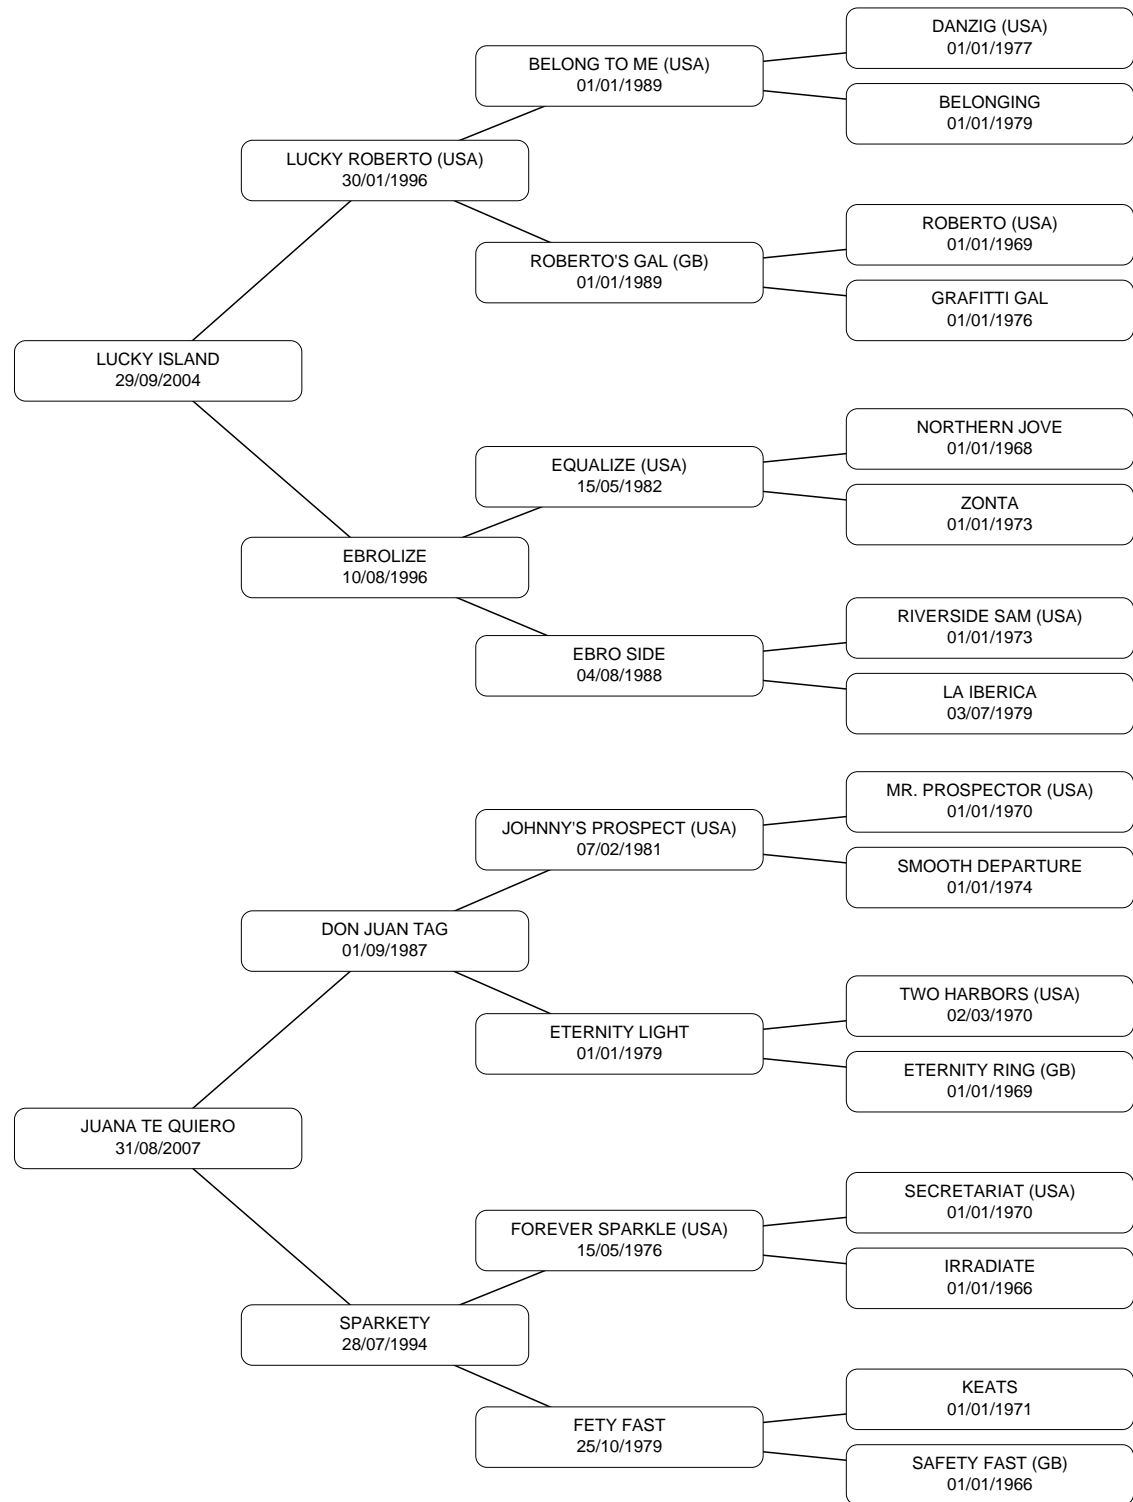 DANZIG (USA)
01/01/1977
BELONG TO ME (USA)
01/01/1989
BELONGING
01/01/1979
LUCKY ROBERTO (USA)
30/01/1996
ROBERTO (USA)
01/01/1969
ROBERTO'S GAL (GB)
01/01/1989
GRAFITTI GAL
01/01/1976
LUCKY ISLAND
29/09/2004
NORTHERN JOVE
01/01/1968
EQUALIZE (USA)
15/05/1982
ZONTA
01/01/1973
EBROLIZE
10/08/1996
RIVERSIDE SAM (USA)
01/01/1973
EBRO SIDE
04/08/1988
LA IBERICA
03/07/1979
MR. PROSPECTOR (USA)
01/01/1970
JOHNNY'S PROSPECT (USA)
07/02/1981
SMOOTH DEPARTURE
01/01/1974
DON JUAN TAG
01/09/1987
TWO HARBORS (USA)
02/03/1970
ETERNITY LIGHT
01/01/1979
ETERNITY RING (GB)
01/01/1969
JUANA TE QUIERO
31/08/2007
SECRETARIAT (USA)
01/01/1970
FOREVER SPARKLE (USA)
15/05/1976
IRRADIATE
01/01/1966
SPARKETY
28/07/1994
KEATS
01/01/1971
FETY FAST
25/10/1979
SAFETY FAST (GB)
01/01/1966